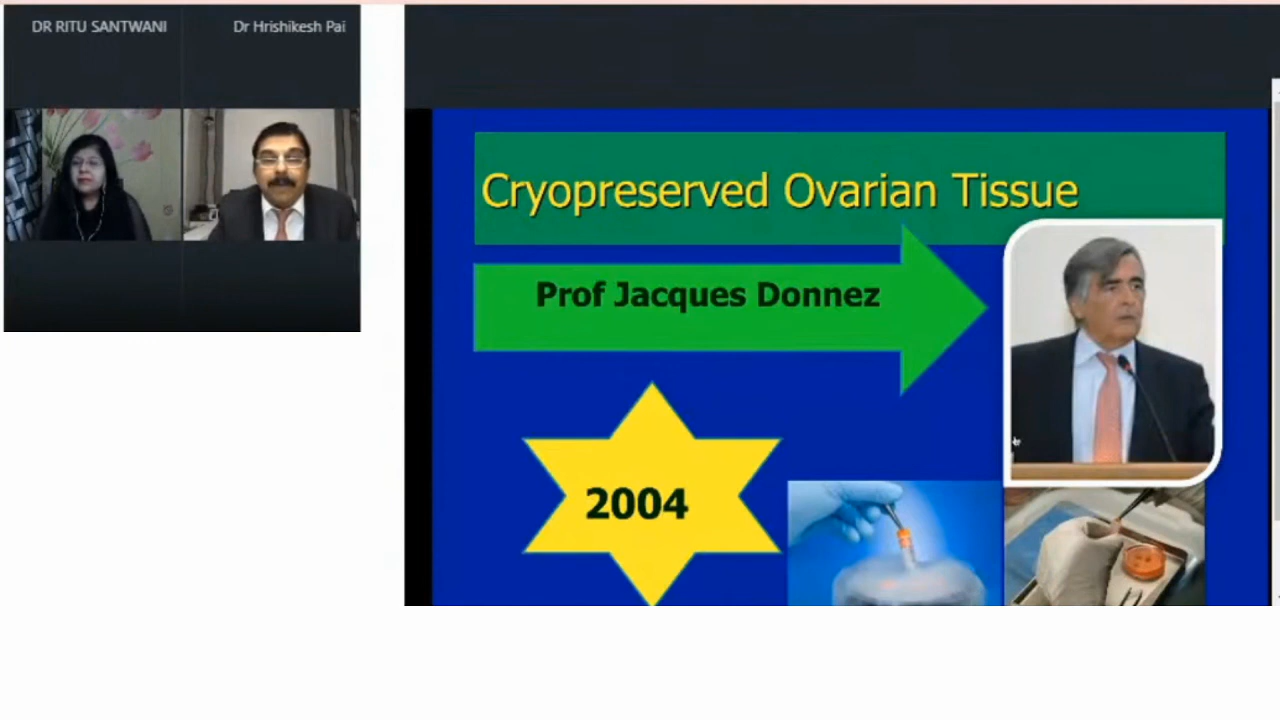 DR RITU SANTWANI
Dr Hrishikesh Pai
Cryopreserved Ovarian Tissue
Prof Jacques Donnez
2004